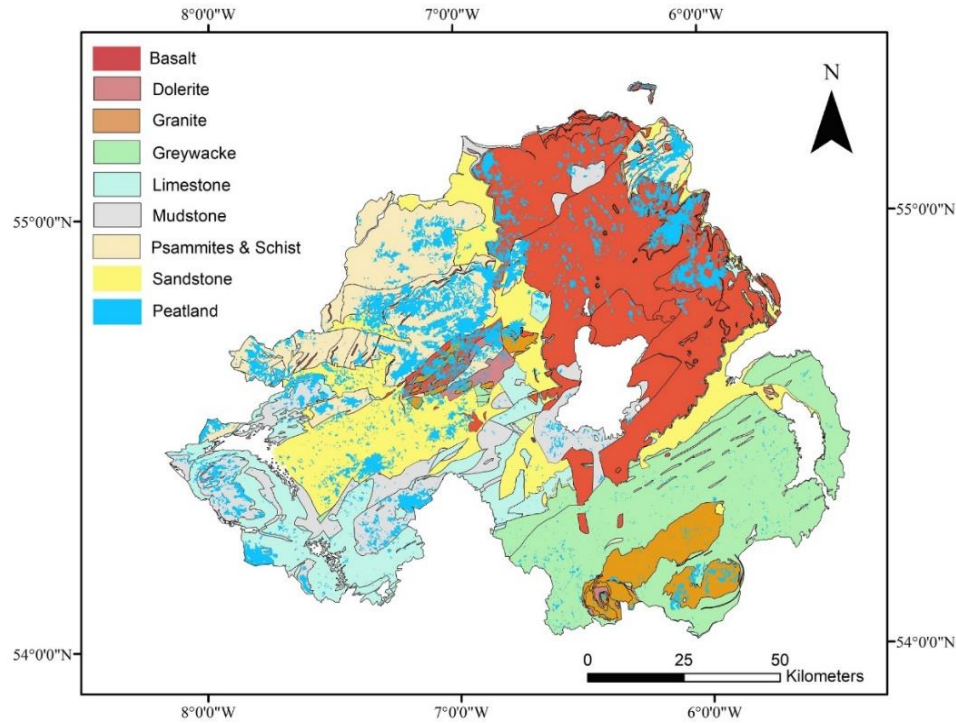 8°0'0"W 7°0'0"W 6°0'0"W
Basalt
Dolerite
Granite
Greywacke
Limestone
Mudstone
Psammites & Schist
Sandstone
Peatland
N
55°0'0"N 55°0'0"N
54°0'0"N 54°0'0"N
0 25 50
Kilometers
8°0'0"W 7°0'0"W 6°0'0"W